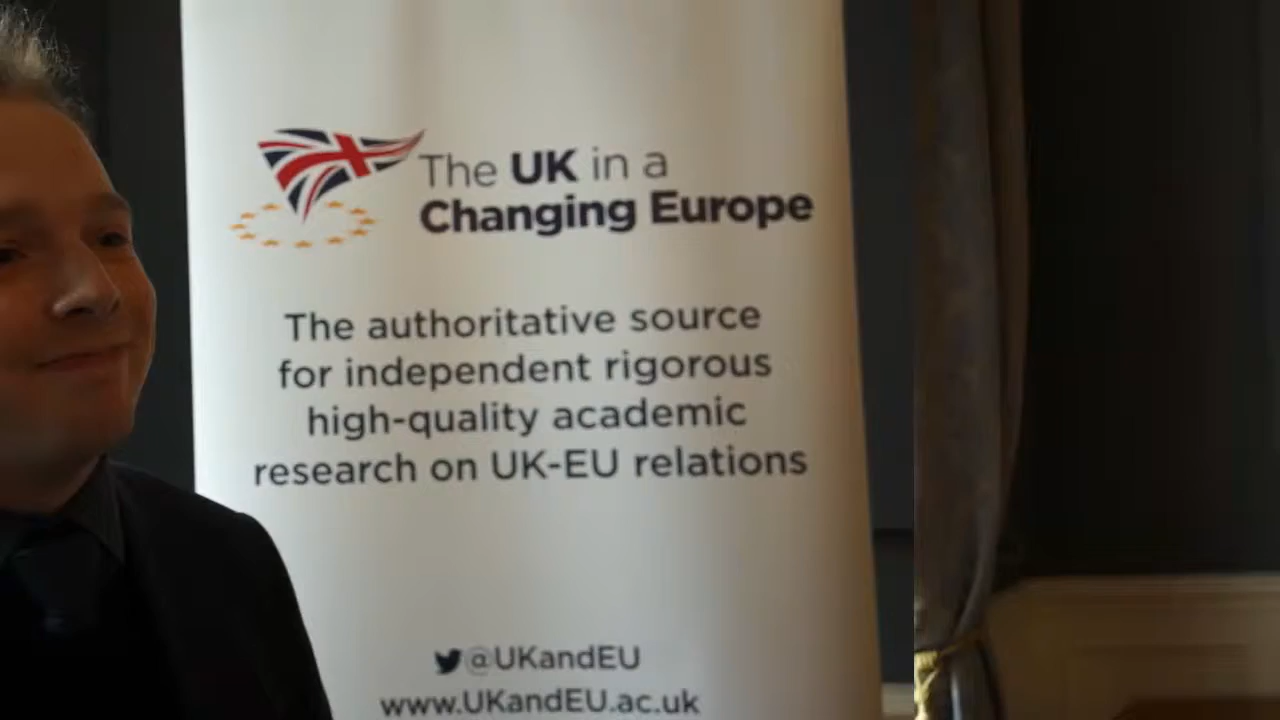 The UK in a
Changing Europe
The authoritative source
for independent rigorous
high-quality academic
research on UK-EU relations
@UKandEU
www.UKandEU.ac.uk